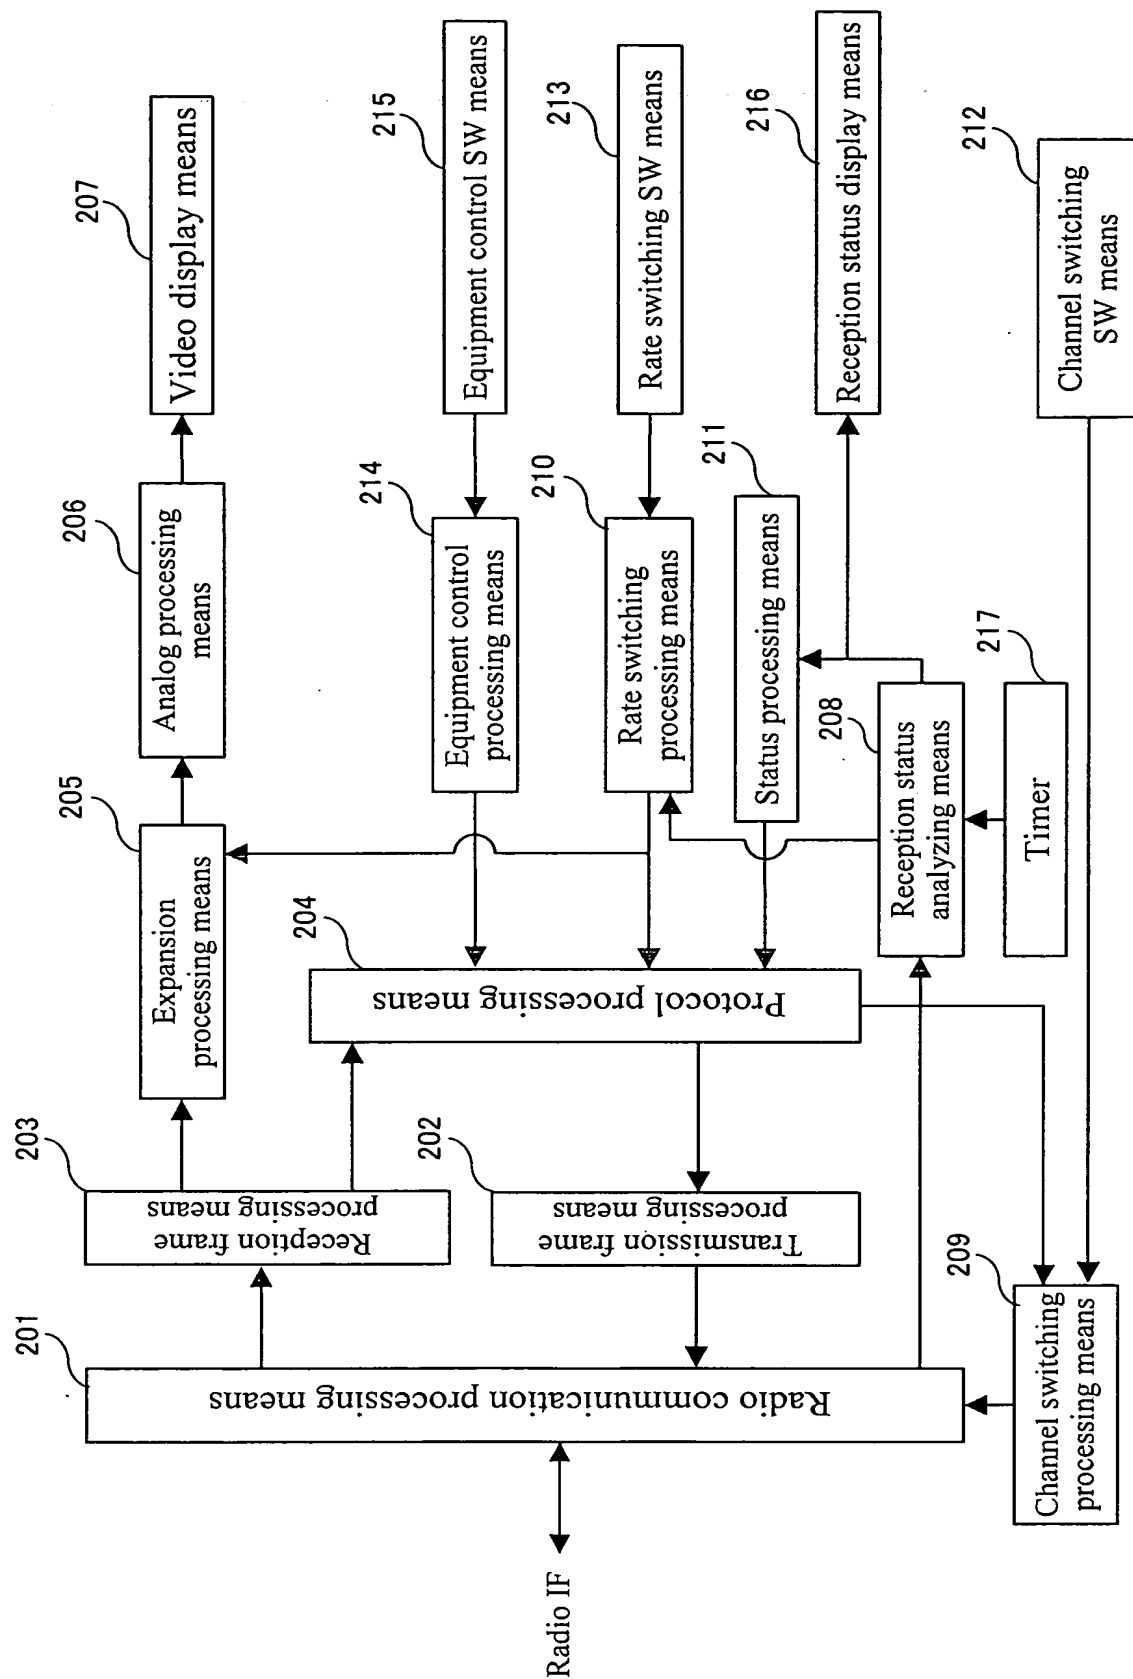 201
Radio communication processing means
Radio IF
203
Reception frame
processing means
202
Transmission frame
processing means
209
Channel switching
processing means
204
Protocol processing means
205
Expansion
processing means
206
Analog processing
means
207
Video display means
214
Equipment control
processing means
215
Equipment control SW means
210
Rate switching
processing means
213
Rate switching SW means
211
Status processing means
216
Reception status display means
208
Reception status
analyzing means
217
Timer
212
Channel switching
SW means